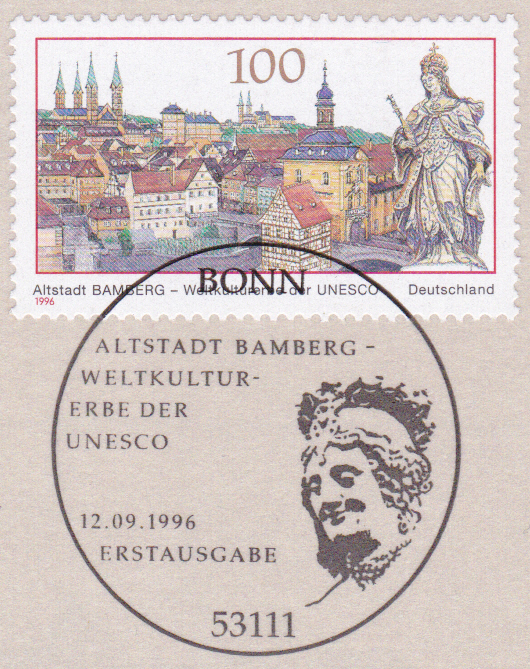 100
Altstadt BAMBERG – Weltkulturerbe der UNESCO Deutschland
1996
BONN
ALTSTADT BAMBERG –
WELTKULTUR-
ERBE DER
UNESCO
12.09.1996
ERSTAUSGABE
53111